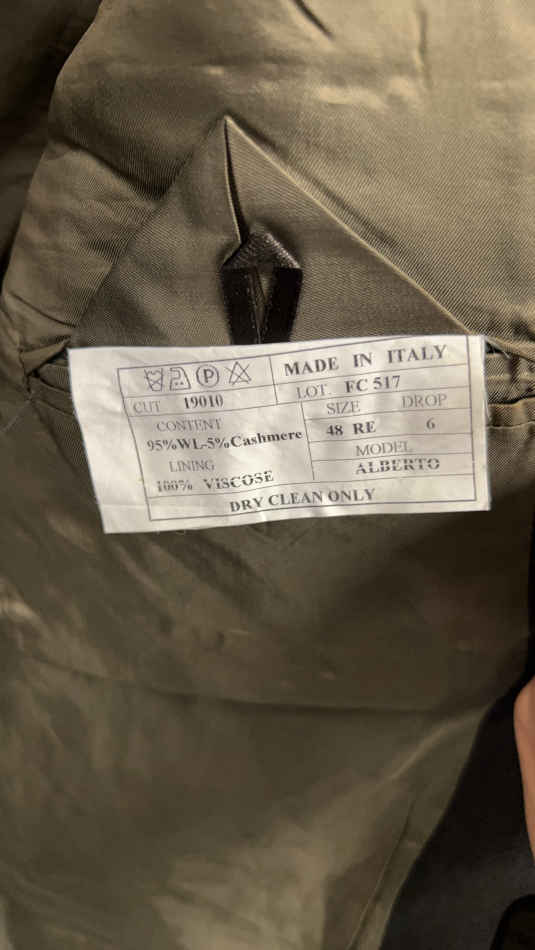 P
MADE IN ITALY
CUT 19010
LOT. FC 517
CONTENT
95%WL-5%Cashmere
LINING
100% VISCOSE
SIZE DROP
48 RE 6
MODEL
ALBERTO
DRY CLEAN ONLY